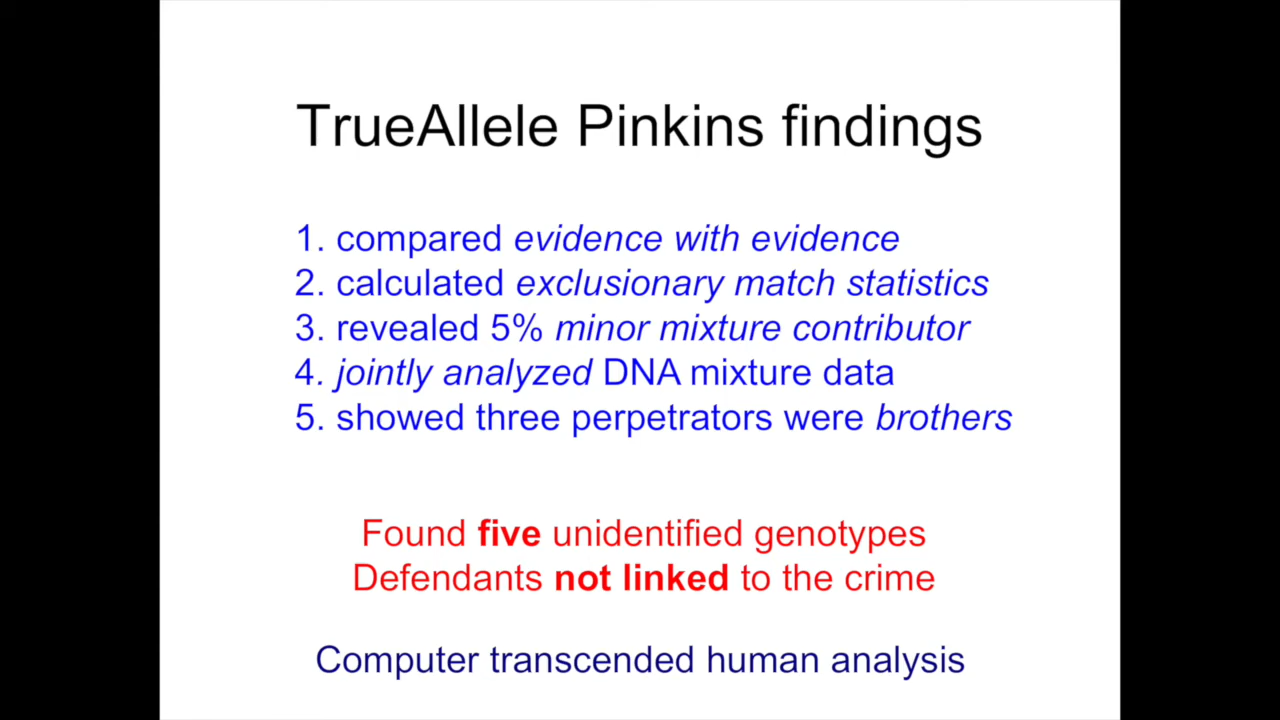 TrueAllele Pinkins findings
1. compared evidence with evidence
2. calculated exclusionary match statistics
3. revealed 5% minor mixture contributor
4. jointly analyzed DNA mixture data
5. showed three perpetrators were brothers
Found five unidentified genotypes
Defendants not linked to the crime
Computer transcended human analysis